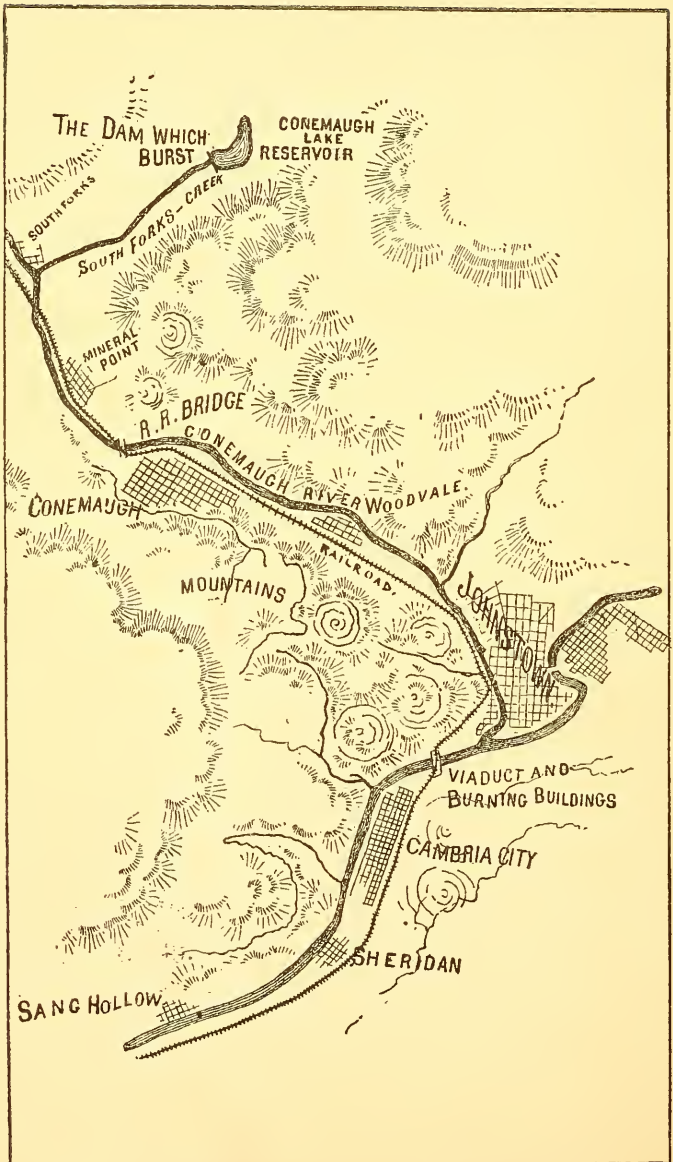 THE DAM WHICH
BURST
CONEMAUGH
LAKE
RESERVOIR
SOUTH FORKS
SOUTH FORKS-CREEK
MINERAL
POINT
R.R. BRIDGE
CONEMAUGH RIVER
WOODVALE.
CONEMAUGH
RAILROAD.
MOUNTAINS
JOHNSTOWN
VIADUCT AND
BURNING BUILDINGS
CAMBRIA CITY
SHERIDAN
SANG HOLLOW